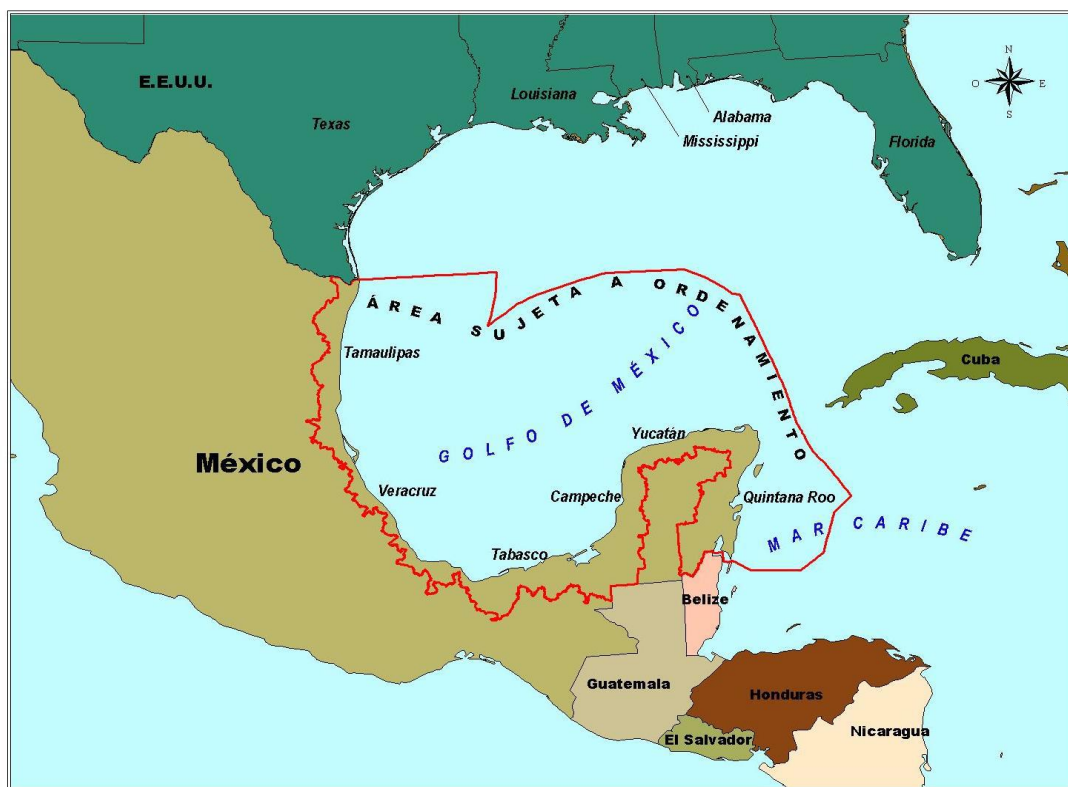 N
O
E
S
E.E.U.U.
Texas
Louisiana
Alabama
Mississippi
Florida
ÁREA SUJETA A ORDENAMIENTO
Tamaulipas
GOLFO DE MÉXICO
Cuba
Yucatán
México
Veracruz
Campeche
Quintana Roo
MAR CARIBE
Tabasco
Belize
Guatemala
Honduras
El Salvador
Nicaragua